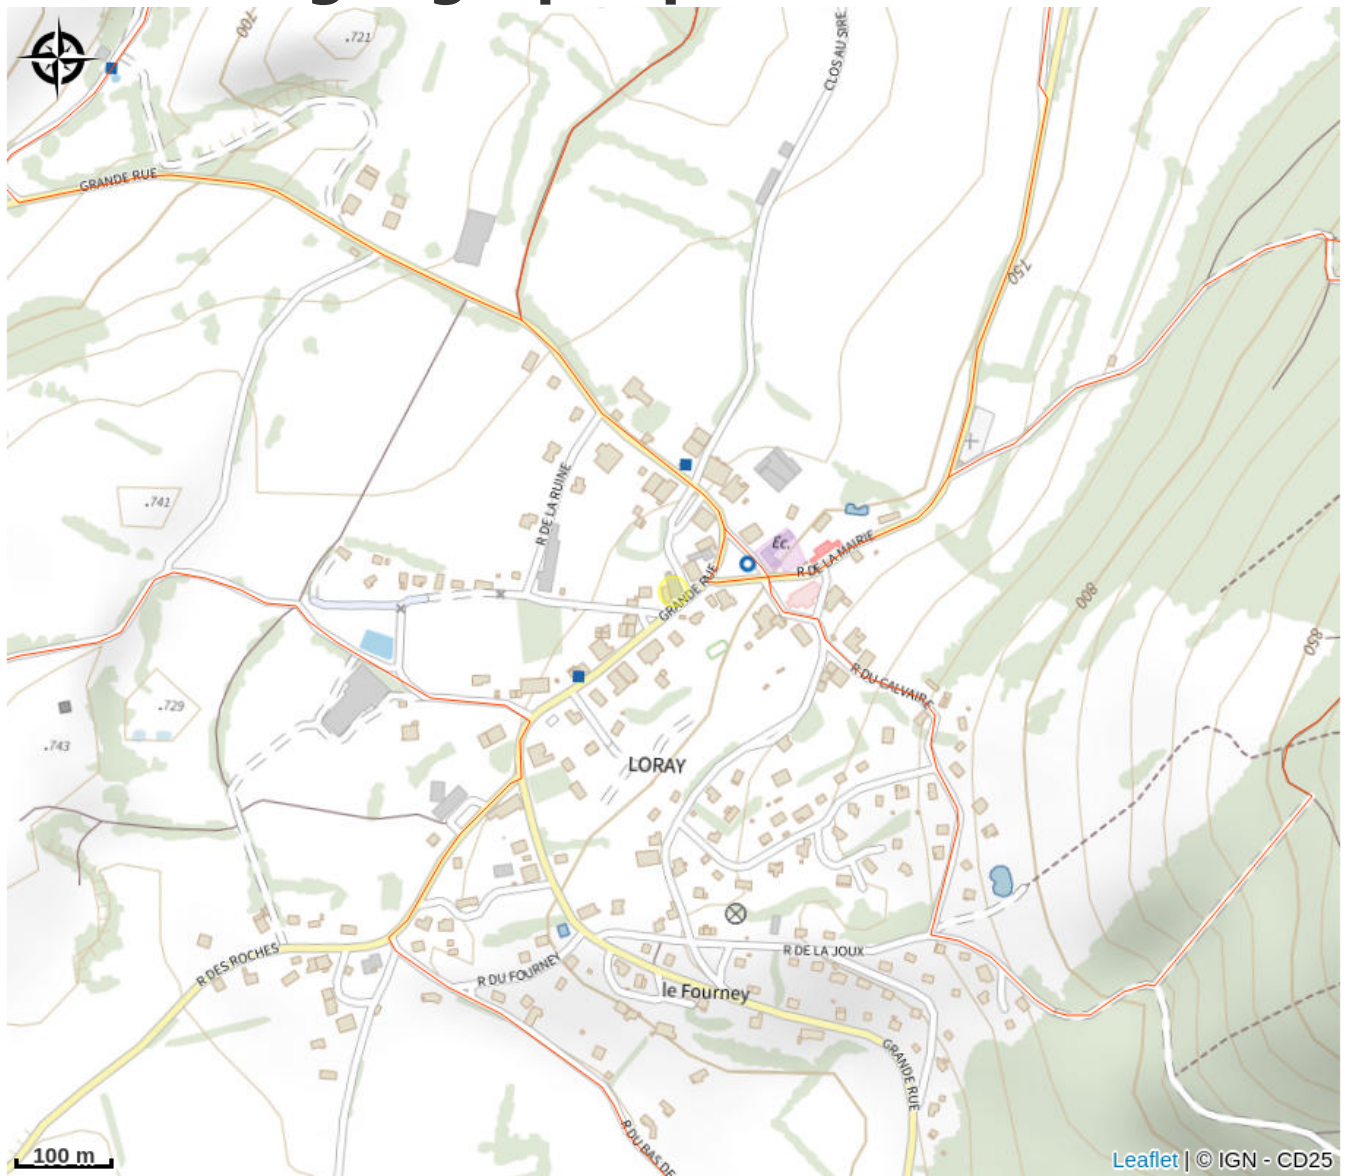 700
.721
CLOS AU SIRE
GRANDE RUE
750
.741
R DE LA RUINE
Éc.
R DE LA MAIRIE
GRANDE RUE
800
850
R DU CALVAIRE
.729
.743
LORAY
R DES ROCHES
R DU FOURNEY
R DE LA JOUX
le Fourney
GRANDE RUE
R DU BAS DE
100 m
Leaflet | © IGN - CD25